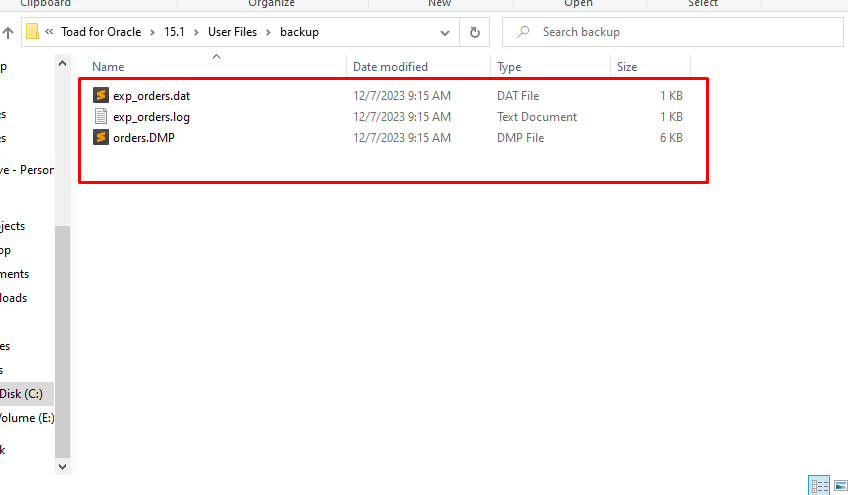 Clipboard Organize New Open Select
« Toad for Oracle > 15.1 > User Files > backup Search backup
p Name Date modified Type Size
exp_orders.dat 12/7/2023 9:15 AM DAT File 1 KB
es exp_orders.log 12/7/2023 9:15 AM Text Document 1 KB
es orders.DMP 12/7/2023 9:15 AM DMP File 6 KB
ve - Person
jects
op
ments
loads
es
s
Disk (C:)
Volume (E:)
k